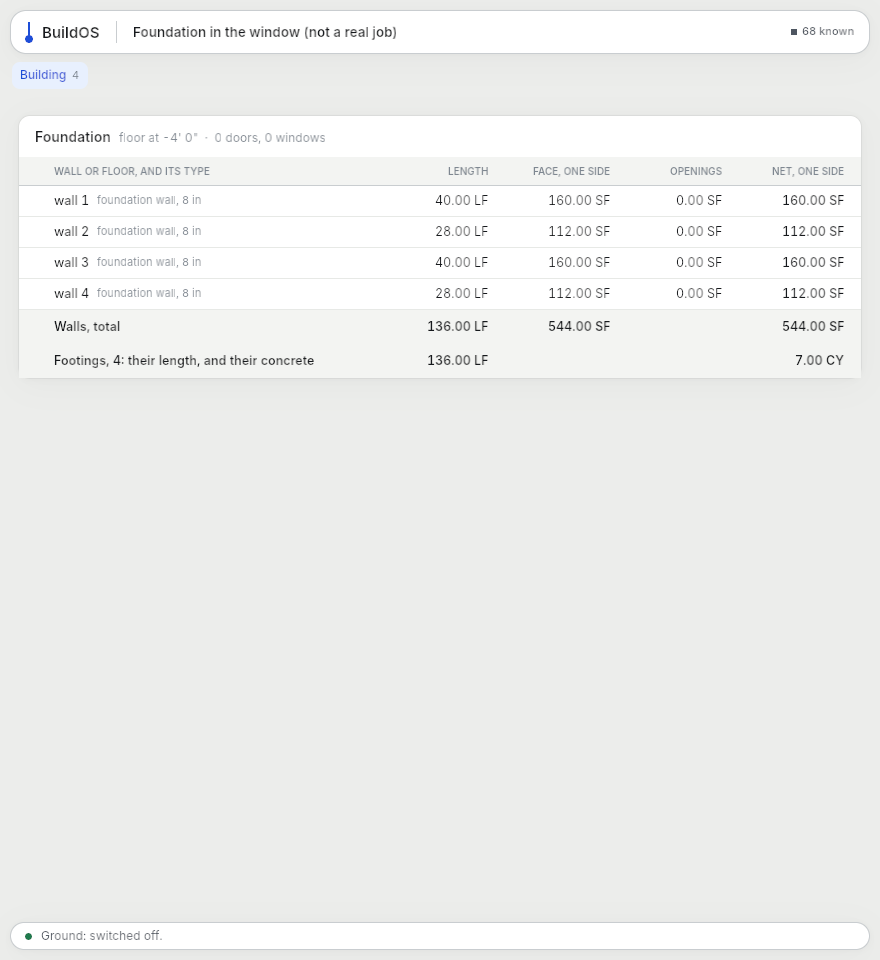 BuildOS Foundation in the window (not a real job) 68 known
Building 4
Foundation floor at -4' 0" · 0 doors, 0 windows
WALL OR FLOOR, AND ITS TYPE LENGTH FACE, ONE SIDE OPENINGS NET, ONE SIDE
wall 1 foundation wall, 8 in 40.00 LF 160.00 SF 0.00 SF 160.00 SF
wall 2 foundation wall, 8 in 28.00 LF 112.00 SF 0.00 SF 112.00 SF
wall 3 foundation wall, 8 in 40.00 LF 160.00 SF 0.00 SF 160.00 SF
wall 4 foundation wall, 8 in 28.00 LF 112.00 SF 0.00 SF 112.00 SF
Walls, total 136.00 LF 544.00 SF 544.00 SF
Footings, 4: their length, and their concrete 136.00 LF 7.00 CY
Ground: switched off.